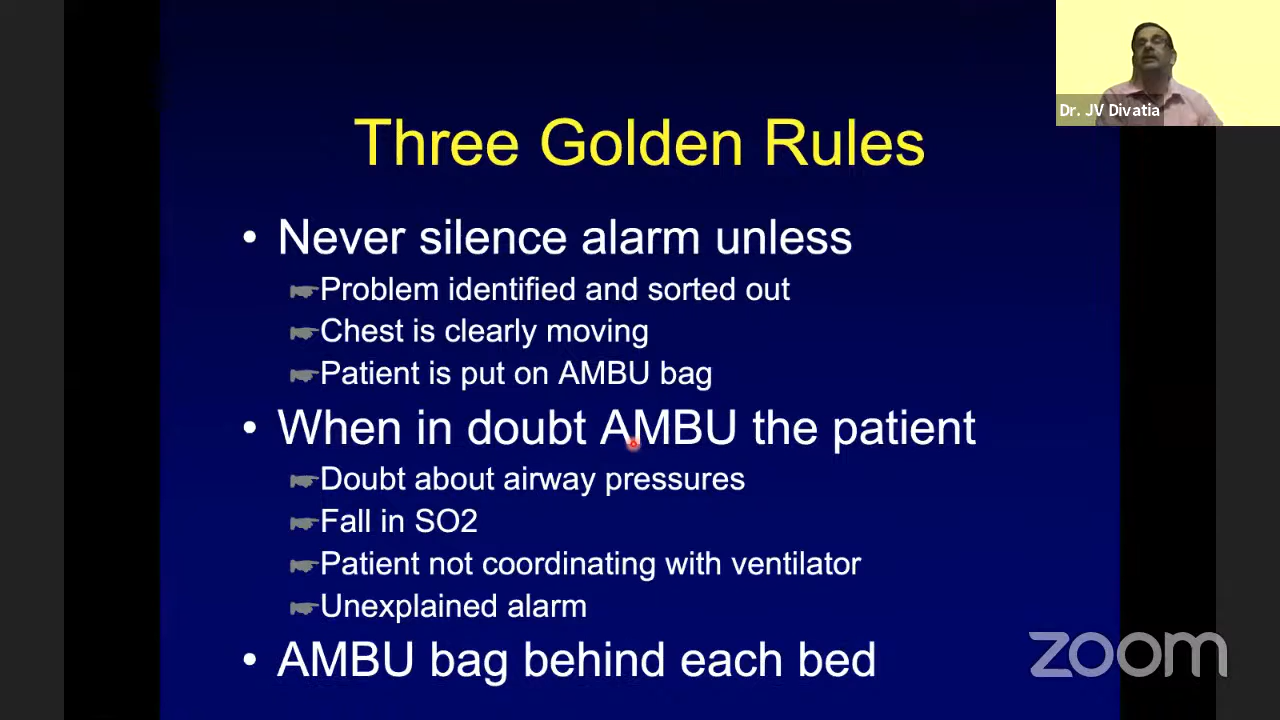 Dr. JV Divatia
Three Golden Rules
• Never silence alarm unless
Problem identified and sorted out
Chest is clearly moving
Patient is put on AMBU bag
• When in doubt AMBU the patient
Doubt about airway pressures
Fall in SO2
Patient not coordinating with ventilator
Unexplained alarm
• AMBU bag behind each bed
zoom